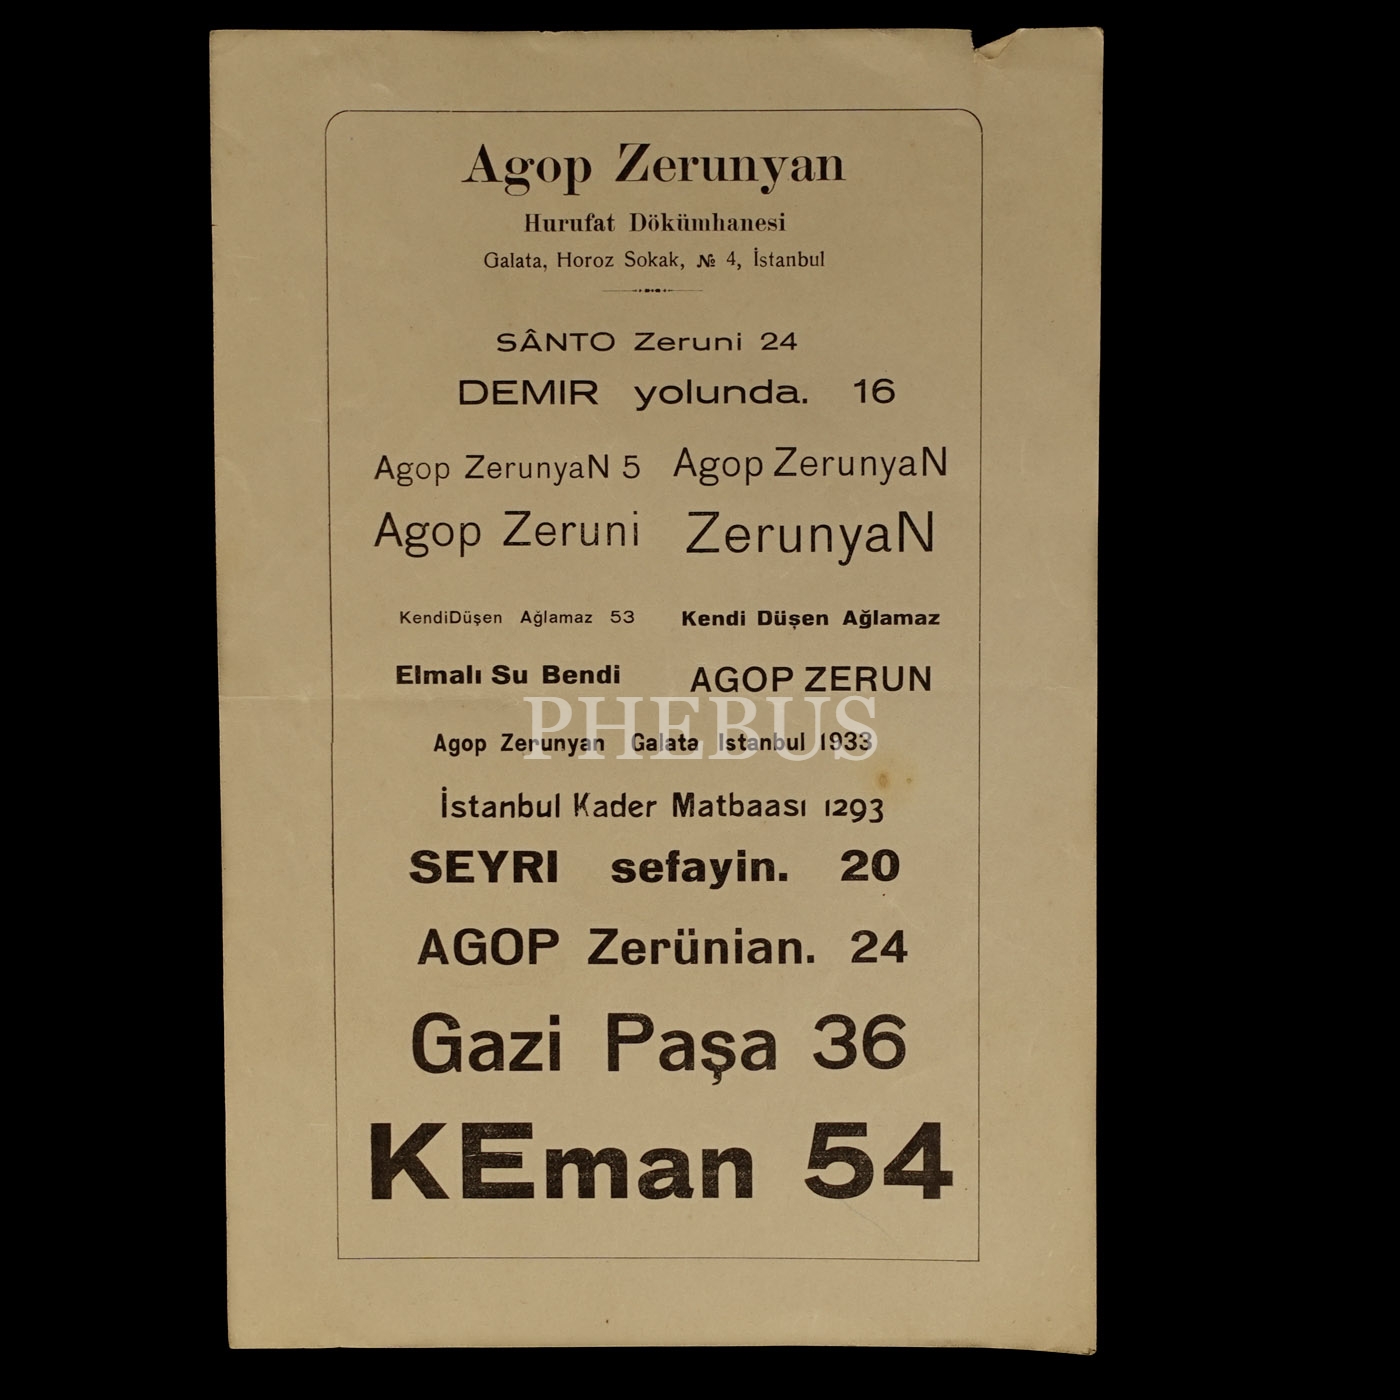 Agop Zerunyan
Hurufat Dökümhanesi
Galata, Horoz Sokak, № 4, İstanbul
SÂNTO Zeruni 24
DEMIR yolunda. 16
Agop ZerunyaN 5 Agop ZerunyaN
Agop Zeruni ZerunyaN
KendiDüşen Ağlamaz 53 Kendi Düşen Ağlamaz
Elmalı Su Bendi AGOP ZERUN
PHEBUS
Agop Zerunyan Galata Istanbul 1933
İstanbul Kader Matbaası 1293
SEYRI sefayin. 20
AGOP Zerünian. 24
Gazi Paşa 36
KEman 54